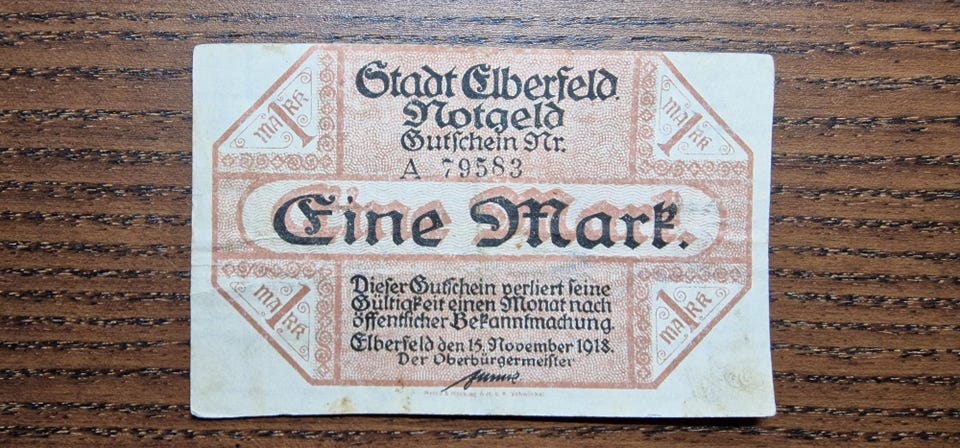 Stadt Elberfeld.
Notgeld
Gutschein Nr.
A 79583
1 MARK
1 MARK
Eine Mark.
Dieser Gutschein verliert seine
Gültigkeit einen Monat nach
öffentlicher Bekanntmachung.
Elberfeld den 15. November 1918.
Der Oberbürgermeister
1 MARK
1 MARK